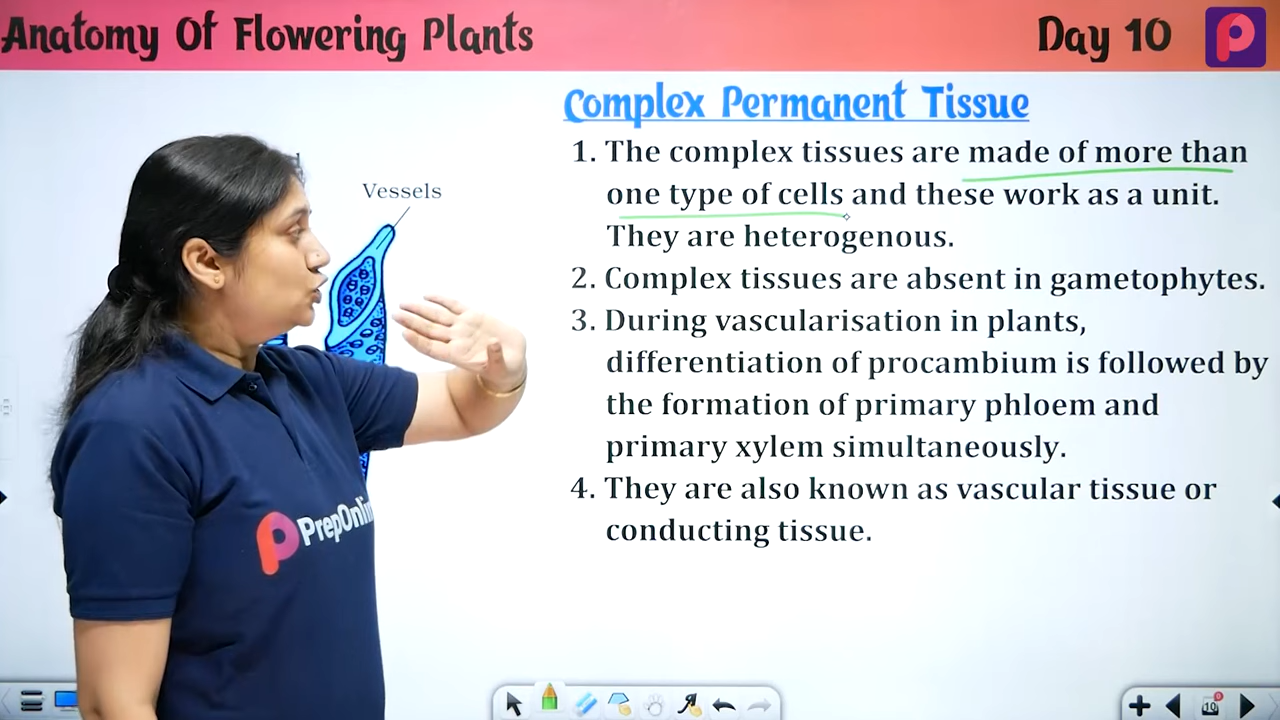 Anatomy Of Flowering Plants
Day 10
Complex Permanent Tissue
Vessels
1. The complex tissues are made of more than
one type of cells and these work as a unit.
They are heterogenous.
2. Complex tissues are absent in gametophytes.
3. During vascularisation in plants,
differentiation of procambium is followed by
the formation of primary phloem and
primary xylem simultaneously.
4. They are also known as vascular tissue or
conducting tissue.
PrepOnlin
10